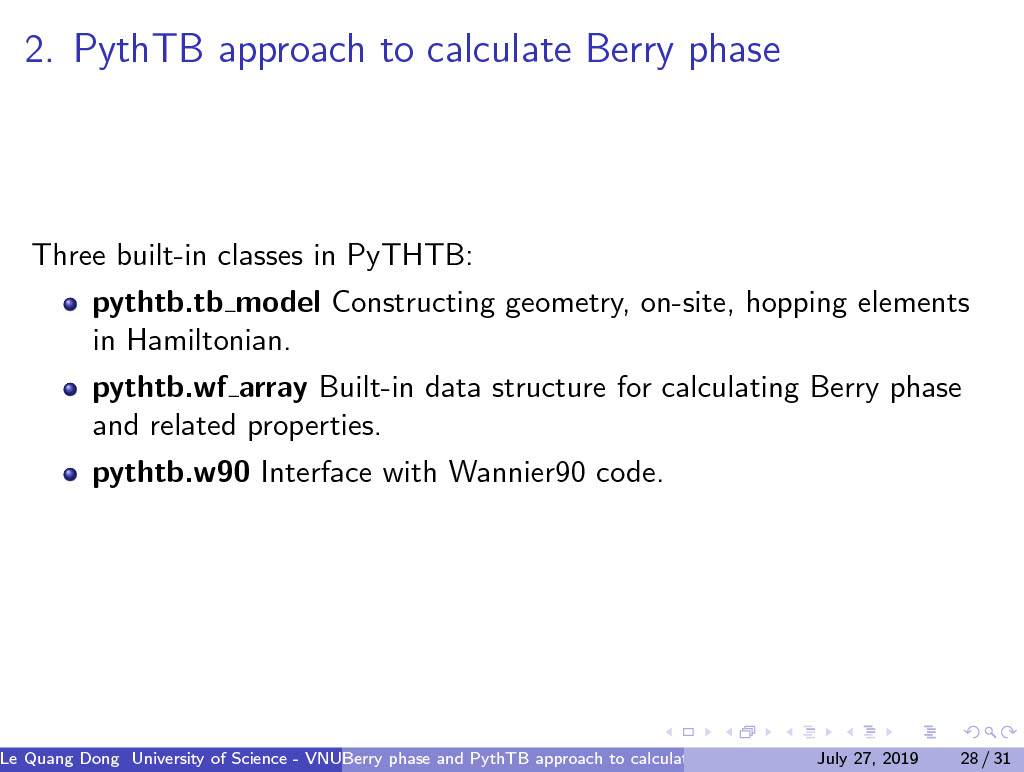 2. PythTB approach to calculate Berry phase
Three built-in classes in PyTHTB:
pythtb.tb_model Constructing geometry, on-site, hopping elements
in Hamiltonian.
pythtb.wf_array Built-in data structure for calculating Berry phase
and related properties.
pythtb.w90 Interface with Wannier90 code.
Le Quang Dong University of Science - VNU Berry phase and PythTB approach to calculat July 27, 2019 28 / 31